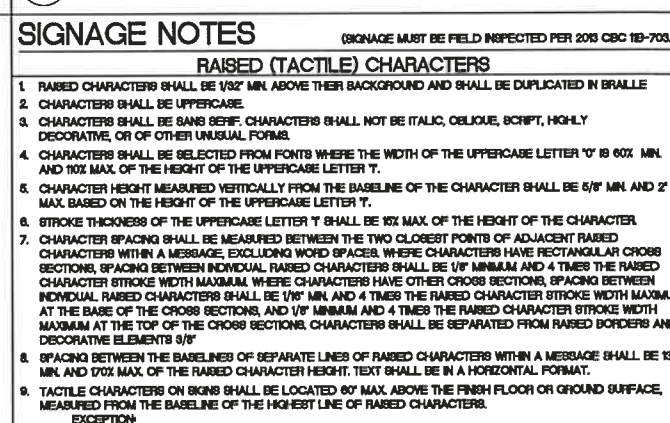 SIGNAGE NOTES
(SIGNAGE MUST BE FIELD INSPECTED PER 2013 CBC 11B-703.
RAISED (TACTILE) CHARACTERS
1. RAISED CHARACTERS SHALL BE 1/32" MIN. ABOVE THEIR BACKGROUND AND SHALL BE DUPLICATED IN BRAILLE
2. CHARACTERS SHALL BE UPPERCASE.
3. CHARACTERS SHALL BE SANS SERIF. CHARACTERS SHALL NOT BE ITALIC, OBLIQUE, SCRIPT, HIGHLY
DECORATIVE, OR OF OTHER UNUSUAL FORMS.
4. CHARACTERS SHALL BE SELECTED FROM FONTS WHERE THE WIDTH OF THE UPPERCASE LETTER "O" IS 60% MIN.
AND 110% MAX. OF THE HEIGHT OF THE UPPERCASE LETTER "I".
5. CHARACTER HEIGHT MEASURED VERTICALLY FROM THE BASELINE OF THE CHARACTER SHALL BE 5/8" MIN. AND 2"
MAX. BASED ON THE HEIGHT OF THE UPPERCASE LETTER "I".
6. STROKE THICKNESS OF THE UPPERCASE LETTER "I" SHALL BE 15% MAX. OF THE HEIGHT OF THE CHARACTER.
7. CHARACTER SPACING SHALL BE MEASURED BETWEEN THE TWO CLOSEST POINTS OF ADJACENT RAISED
CHARACTERS WITHIN A MESSAGE, EXCLUDING WORD SPACES. WHERE CHARACTERS HAVE RECTANGULAR CROSS
SECTIONS, SPACING BETWEEN INDIVIDUAL RAISED CHARACTERS SHALL BE 1/8" MINIMUM AND 4 TIMES THE RAISED
CHARACTER STROKE WIDTH MAXIMUM. WHERE CHARACTERS HAVE OTHER CROSS SECTIONS, SPACING BETWEEN
INDIVIDUAL RAISED CHARACTERS SHALL BE 1/16" MIN. AND 4 TIMES THE RAISED CHARACTER STROKE WIDTH MAXIMU
AT THE BASE OF THE CROSS SECTIONS, AND 1/8" MINIMUM AND 4 TIMES THE RAISED CHARACTER STROKE WIDTH
MAXIMUM AT THE TOP OF THE CROSS SECTIONS. CHARACTERS SHALL BE SEPARATED FROM RAISED BORDERS AN
DECORATIVE ELEMENTS 3/8"
8. SPACING BETWEEN THE BASELINES OF SEPARATE LINES OF RAISED CHARACTERS WITHIN A MESSAGE SHALL BE 13
MIN. AND 170% MAX. OF THE RAISED CHARACTER HEIGHT. TEXT SHALL BE IN A HORIZONTAL FORMAT.
9. TACTILE CHARACTERS ON SIGNS SHALL BE LOCATED 60" MAX. ABOVE THE FINISH FLOOR OR GROUND SURFACE,
MEASURED FROM THE BASELINE OF THE HIGHEST LINE OF RAISED CHARACTERS.
EXCEPTION: